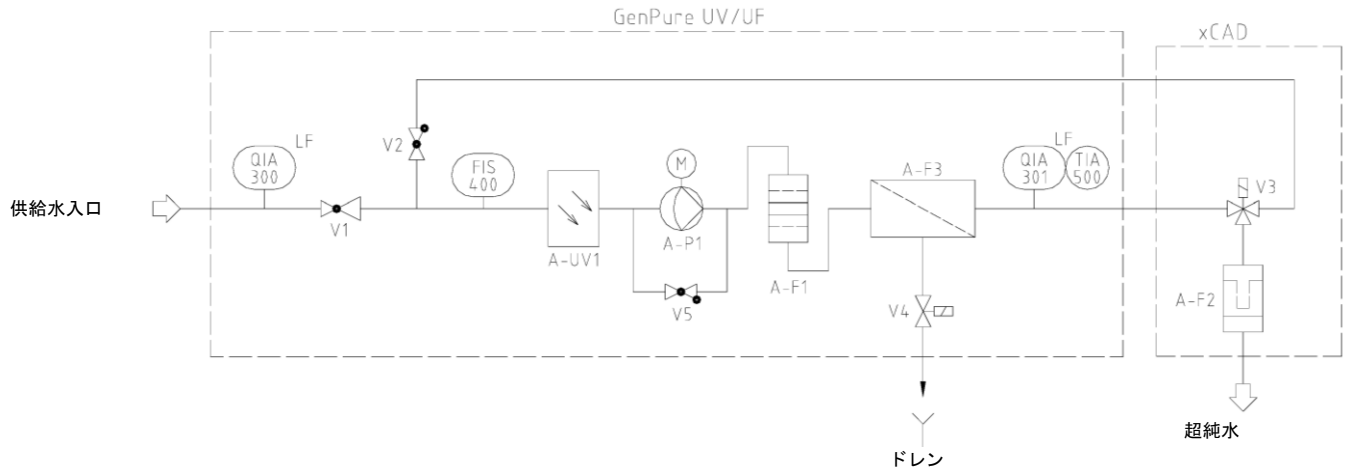 GenPure UV/UF
xCAD
QIA
300
LF
V2
FIS
400
M
LF
QIA
301
TIA
500
A-F3
V3
供給水入口
V1
A-UV1
A-P1
A-F1
V5
V4
A-F2
超純水
ドレン